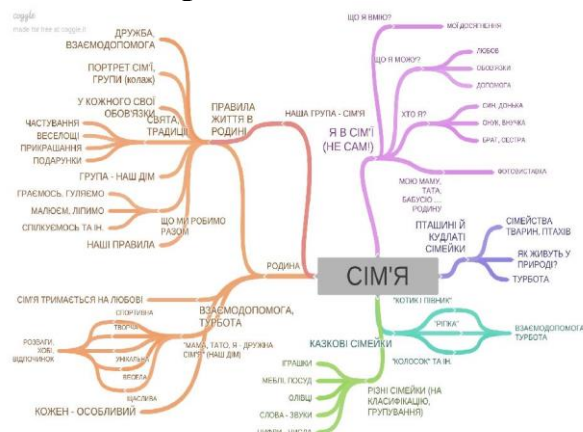 coggle
made for free at coggle.it
ДРУЖБА,
ВЗАЄМОДОПОМОГА
ПОРТРЕТ СІМ'Ї,
ГРУПИ (колаж)
У КОЖНОГО СВОЇ
ОБОВ'ЯЗКИ
СВЯТА,
ТРАДИЦІЇ
ЧАСТУВАННЯ
ВЕСЕЛОЩІ
ПРИКРАШАННЯ
ПОДАРУНКИ
ГРУПА - НАШ ДІМ
ГРАЄМОСЬ, ГУЛЯЄМО
МАЛЮЄМ, ЛІПИМО
СПІЛКУЄМОСЬ ТА ІН.
ЩО МИ РОБИМО
РАЗОМ
НАШІ ПРАВИЛА
ПРАВИЛА
ЖИТТЯ В
РОДИНІ
НАША ГРУПА - СІМ'Я
РОДИНА
СІМ'Я ТРИМАЄТЬСЯ НА ЛЮБОВІ
ВЗАЄМОДОПОМОГА,
ТУРБОТА
СПОРТИВНА
ТВОРЧА
УНІКАЛЬНА
ВЕСЕЛА
ЩАСЛИВА
РОЗВАГИ,
ХОБІ,
ВІДПОЧИНОК
"МАМА, ТАТО, Я - ДРУЖНА
СІМ'Я" (НАШ ДІМ)
КОЖЕН - ОСОБЛИВИЙ
СІМ'Я
ЩО Я ВМІЮ?
МОЇ ДОСЯГНЕННЯ
ЩО Я МОЖУ?
ЛЮБОВ
ОБОВ'ЯЗКИ
ДОПОМОГА
ХТО Я?
СИН, ДОНЬКА
ОНУК, ВНУЧКА
БРАТ, СЕСТРА
Я В СІМ'Ї
(НЕ САМ!)
ФОТОВИСТАВКА
МОЮ МАМУ,
ТАТА,
БАБУСЮ ...
РОДИНУ
ПТАШИНІ Й
КУДЛАТІ
СІМЕЙКИ
СІМЕЙСТВА
ТВАРИН, ПТАХІВ
ЯК ЖИВУТЬ У
ПРИРОДІ?
ТУРБОТА
"КОТИК І ПІВНИК"
"РІПКА"
"КОЛОСОК" ТА ІН.
ВЗАЄМОДОПОМОГА
ТУРБОТА
КАЗКОВІ СІМЕЙКИ
ІГРАШКИ
МЕБЛІ, ПОСУД
ОЛІВЦІ
СЛОВА - ЗВУКИ
РІЗНІ СІМЕЙКИ (НА
КЛАСИФІКАЦІЮ,
ГРУПУВАННЯ)